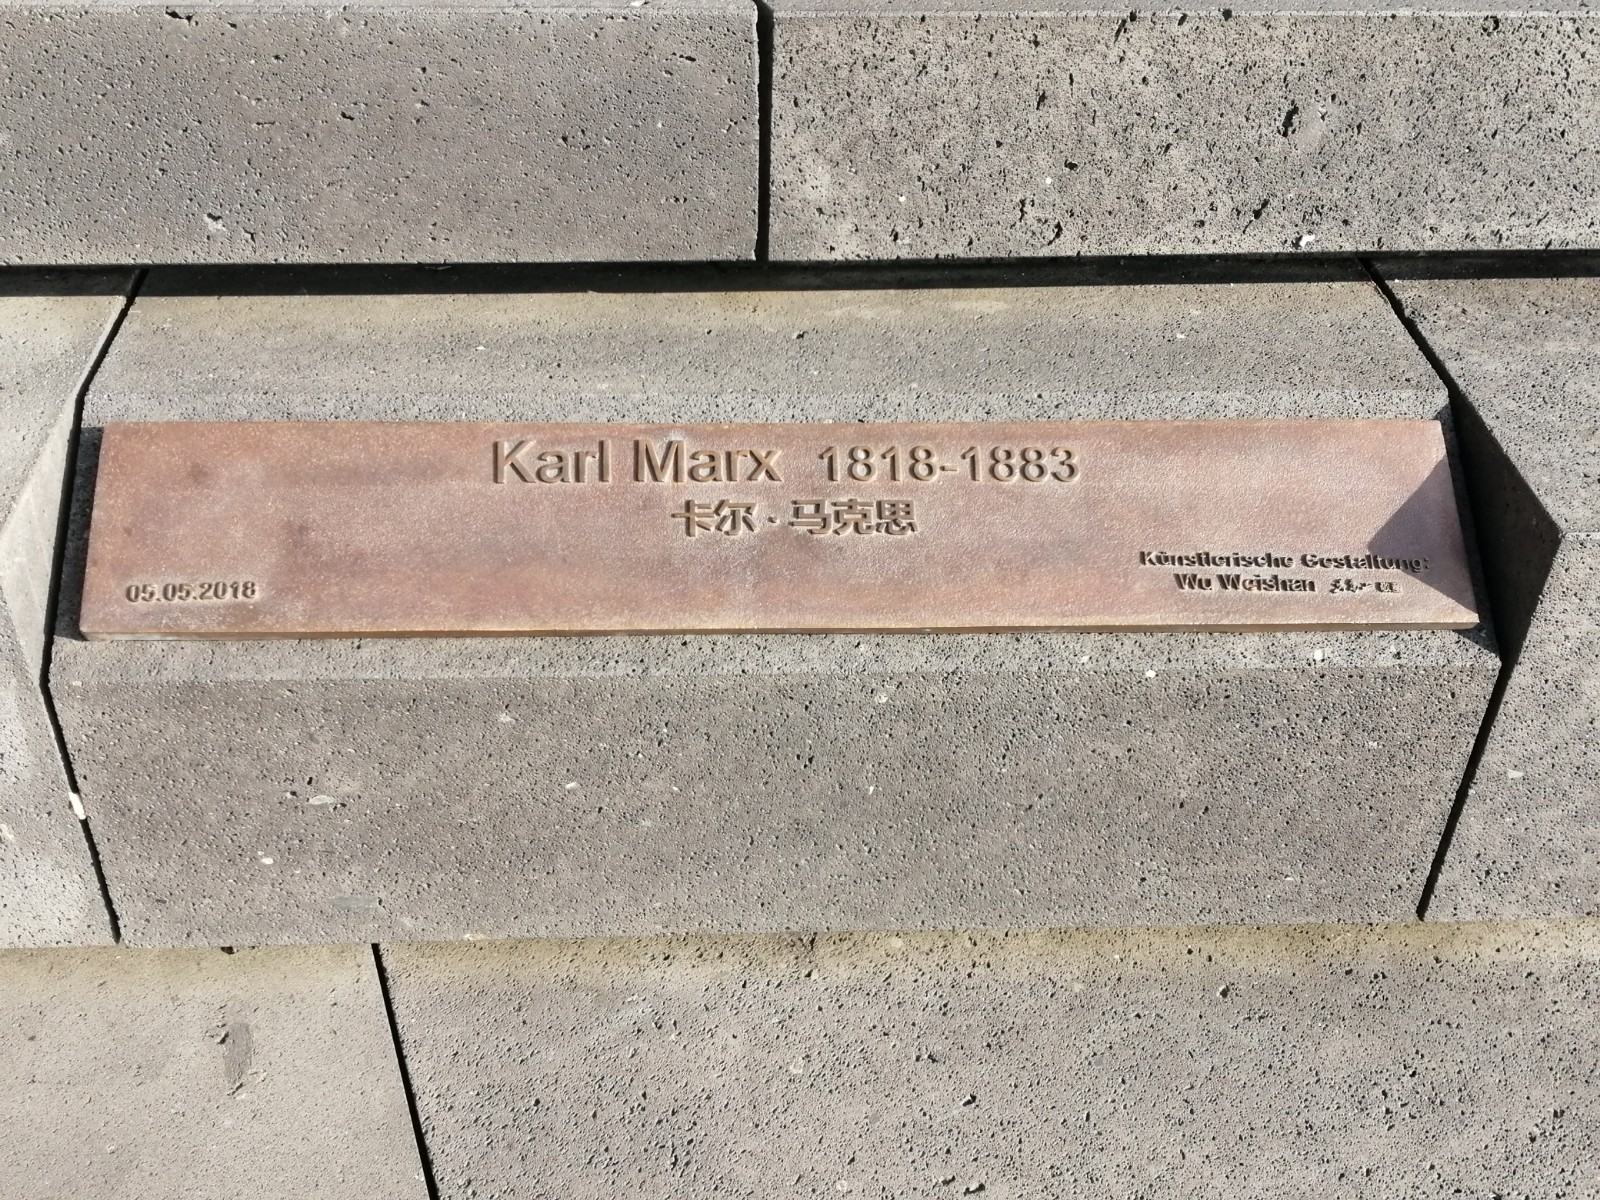 Karl Marx 1818-1883
卡尔·马克思
05.05.2018
Künstlerische Gestaltung:
Wu Weishan